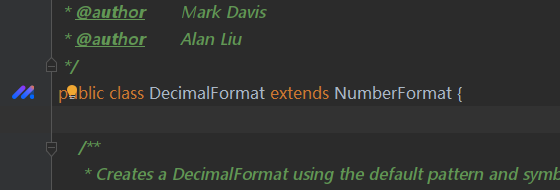 * @author Mark Davis
* @author Alan Liu
*/
public class DecimalFormat extends NumberFormat {
/**
* Creates a DecimalFormat using the default pattern and symb